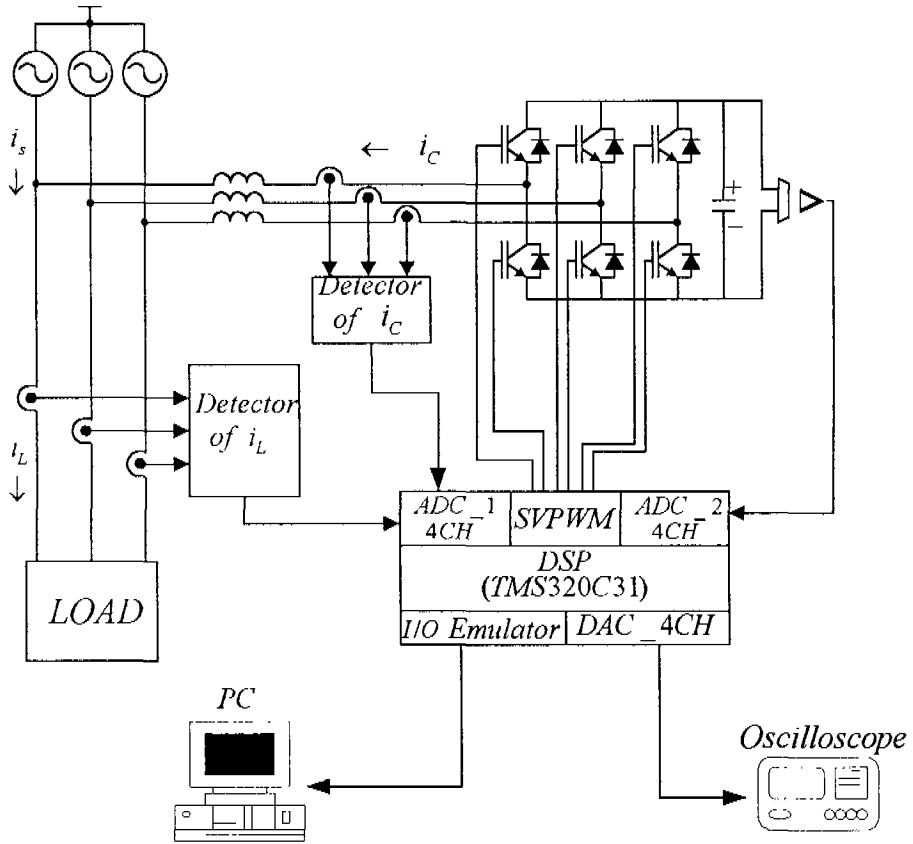 i_s
↓
← i_C
+
−
Detector
of i_C
Detector
of i_L
i_L
↓
ADC_1
4CH
SVPWM
ADC_2
4CH
DSP
(TMS320C31)
LOAD
I/O Emulator
DAC_4CH
PC
Oscilloscope